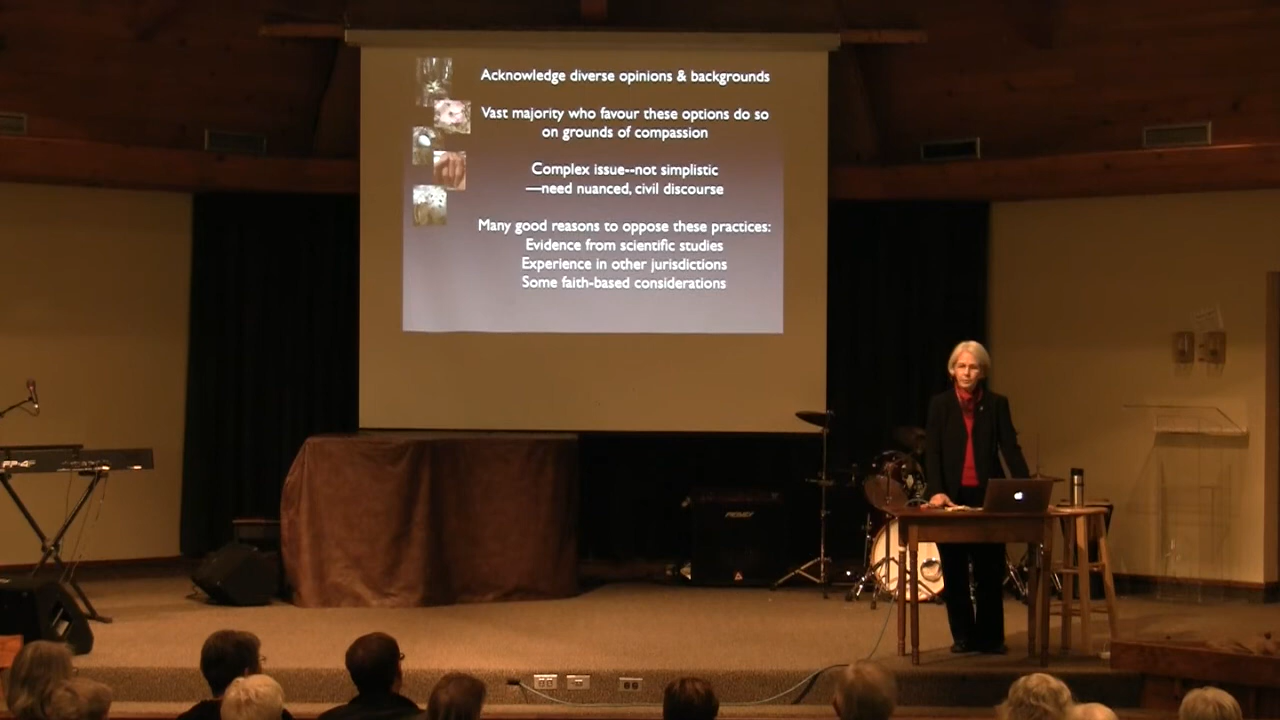 Acknowledge diverse opinions & backgrounds
Vast majority who favour these options do so
on grounds of compassion
Complex issue--not simplistic
—need nuanced, civil discourse
Many good reasons to oppose these practices:
Evidence from scientific studies
Experience in other jurisdictions
Some faith-based considerations
PEAVEY